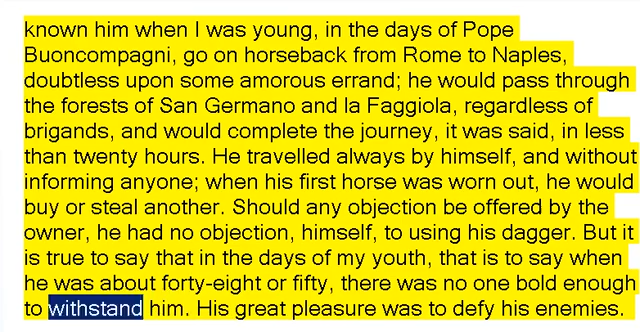 known him when I was young, in the days of Pope
Buoncompagni, go on horseback from Rome to Naples,
doubtless upon some amorous errand; he would pass through
the forests of San Germano and la Faggiola, regardless of
brigands, and would complete the journey, it was said, in less
than twenty hours. He travelled always by himself, and without
informing anyone; when his first horse was worn out, he would
buy or steal another. Should any objection be offered by the
owner, he had no objection, himself, to using his dagger. But it
is true to say that in the days of my youth, that is to say when
he was about forty-eight or fifty, there was no one bold enough
to withstand him. His great pleasure was to defy his enemies.